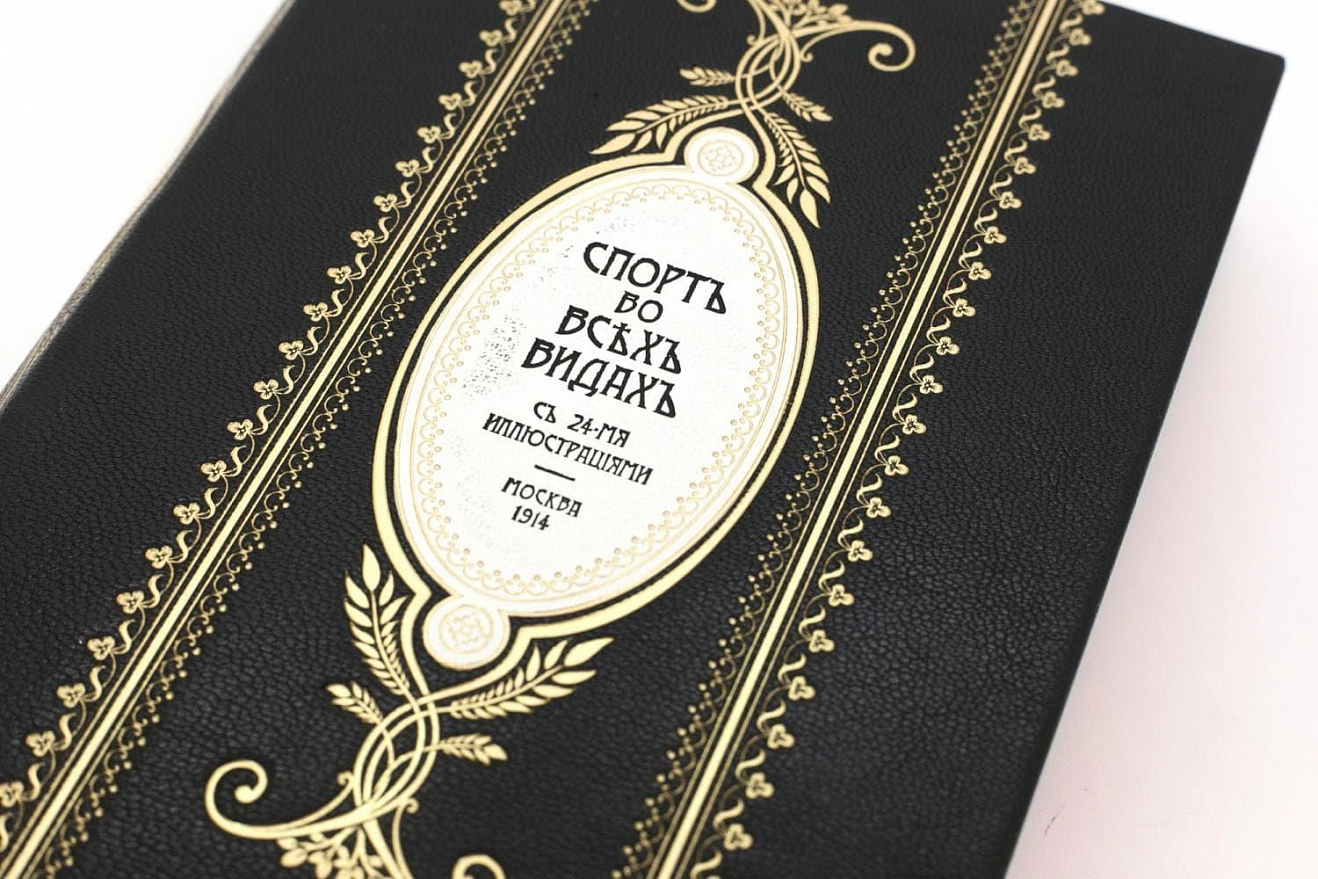 СПОРТЪ
ВО
ВСѢХЪ
ВИДАХЪ
СЪ 24-МЯ
ИЛЛЮСТРАЦІЯМИ
МОСКВА
1914